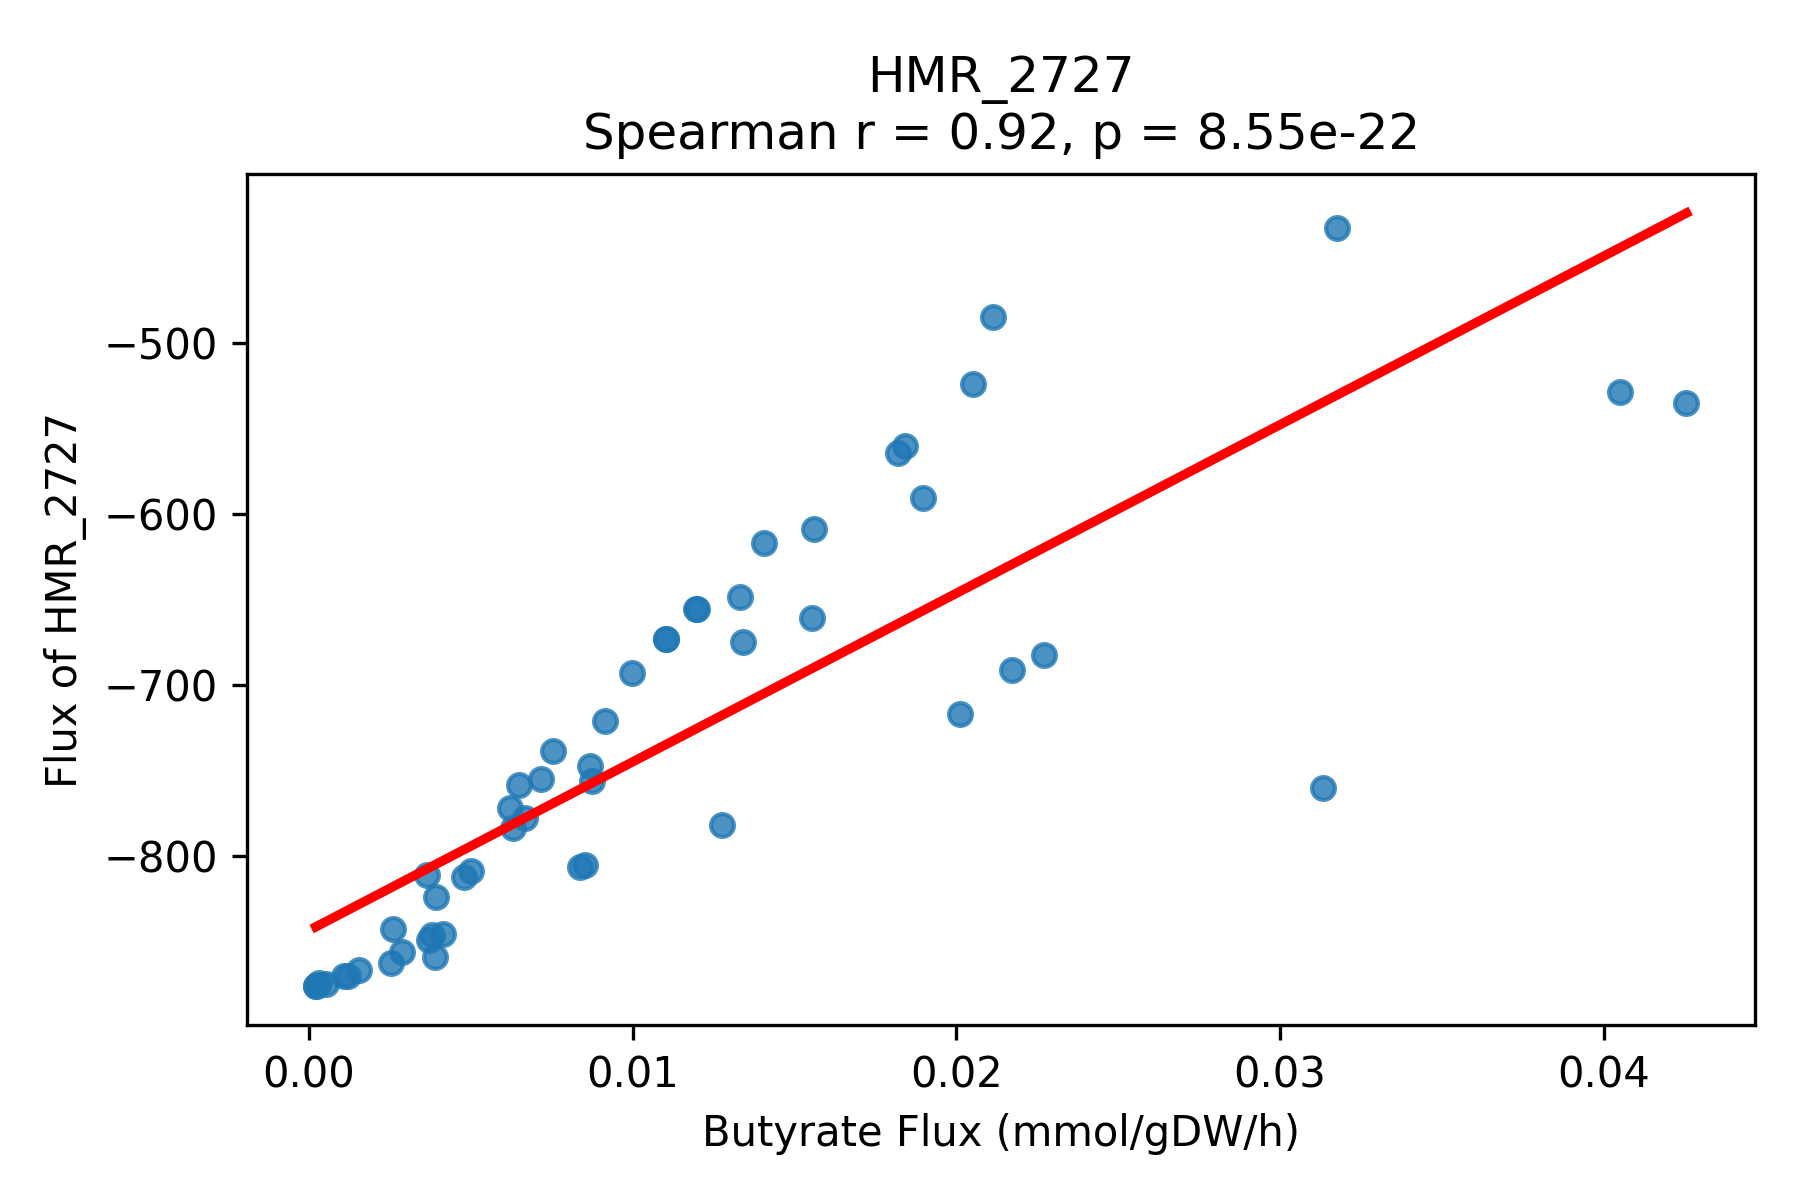 HMR_2727
Spearman r = 0.92, p = 8.55e-22
Flux of HMR_2727
−500
−600
−700
−800
0.00 0.01 0.02 0.03 0.04
Butyrate Flux (mmol/gDW/h)